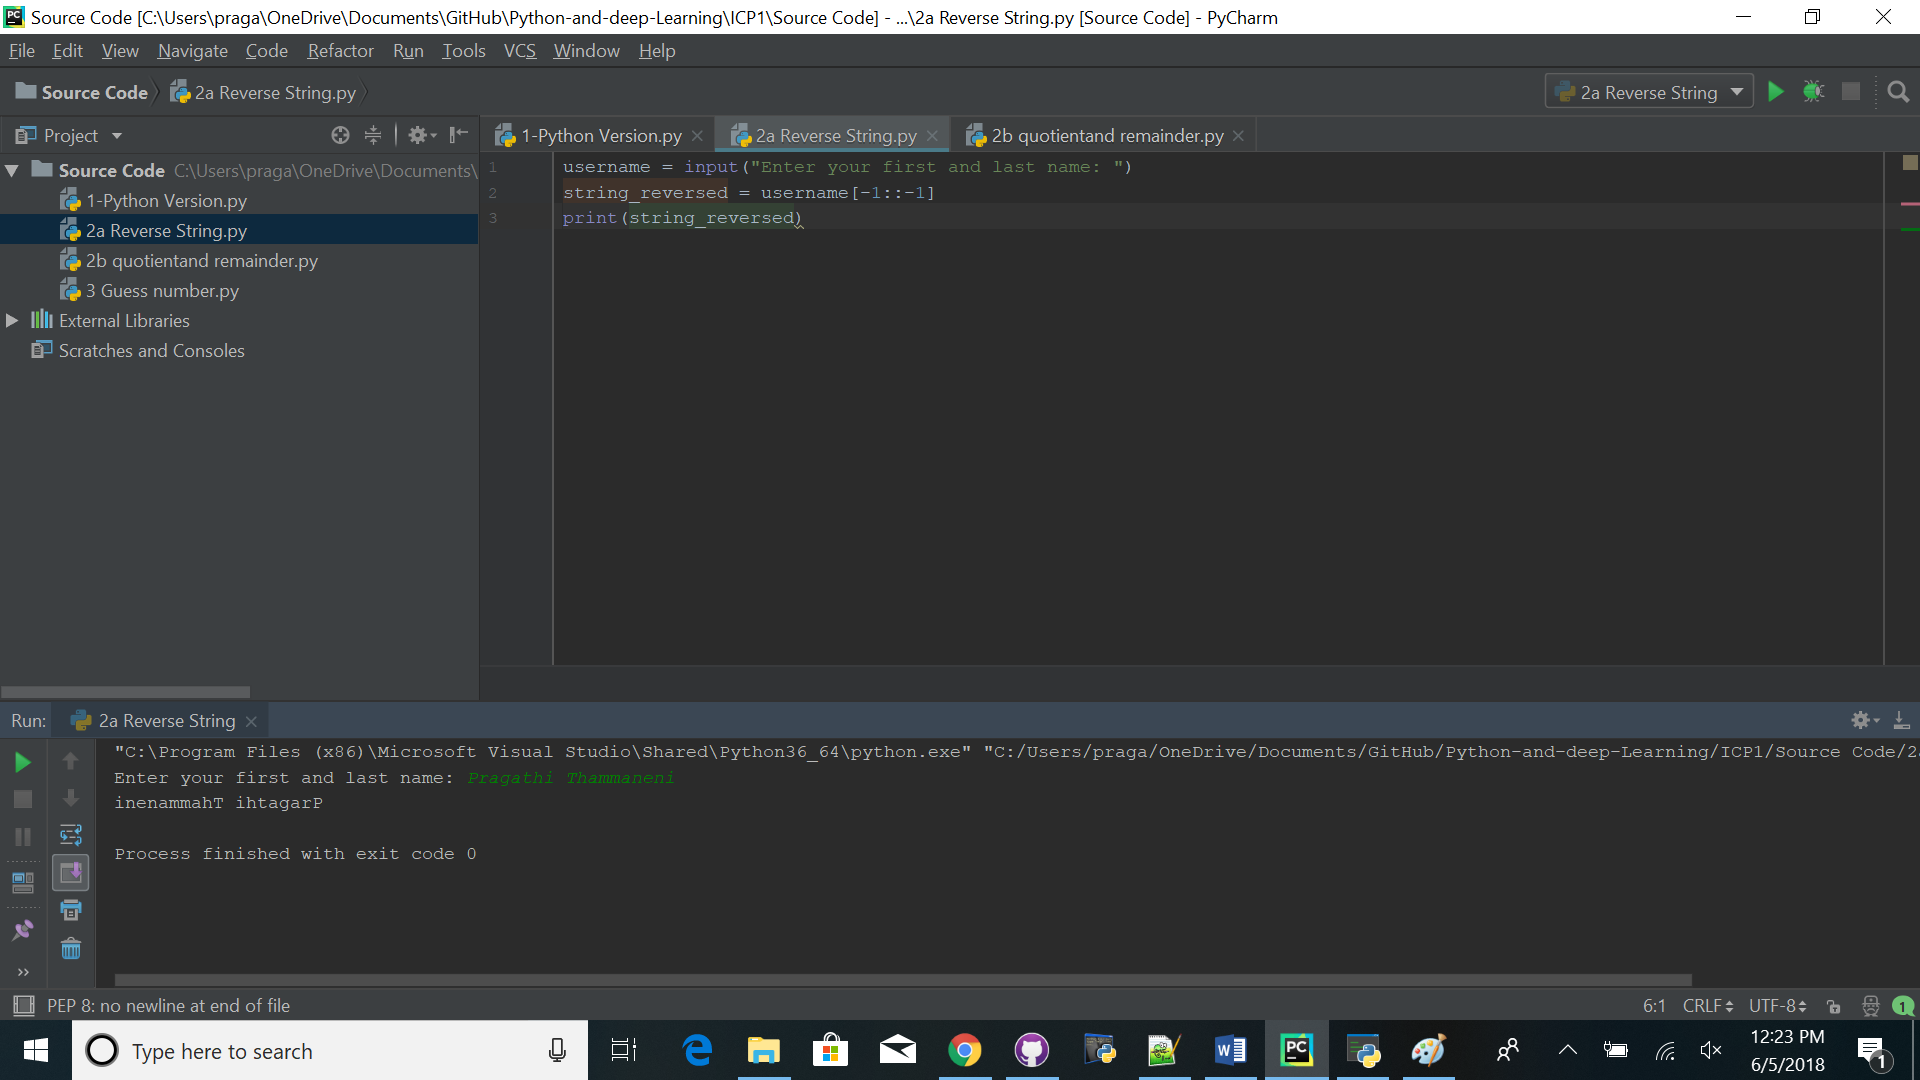 Source Code [C:\Users\praga\OneDrive\Documents\GitHub\Python-and-deep-Learning\ICP1\Source Code] - ...\2a Reverse String.py [Source Code] - PyCharm
File Edit View Navigate Code Refactor Run Tools VCS Window Help
Source Code 2a Reverse String.py 2a Reverse String
Project 1-Python Version.py 2a Reverse String.py 2b quotientand remainder.py
Source Code C:\Users\praga\OneDrive\Documents\
1-Python Version.py
2a Reverse String.py
2b quotientand remainder.py
3 Guess number.py
External Libraries
Scratches and Consoles
1 username = input("Enter your first and last name: ")
2 string_reversed = username[-1::-1]
3 print(string_reversed)
Run: 2a Reverse String
"C:\Program Files (x86)\Microsoft Visual Studio\Shared\Python36_64\python.exe" "C:/Users/praga/OneDrive/Documents/GitHub/Python-and-deep-Learning/ICP1/Source Code/2
Enter your first and last name: Pragathi Thammaneni
inenammahT ihtagarP
Process finished with exit code 0
PEP 8: no newline at end of file 6:1 CRLF UTF-8 1
Type here to search
PC
12:23 PM
6/5/2018
1